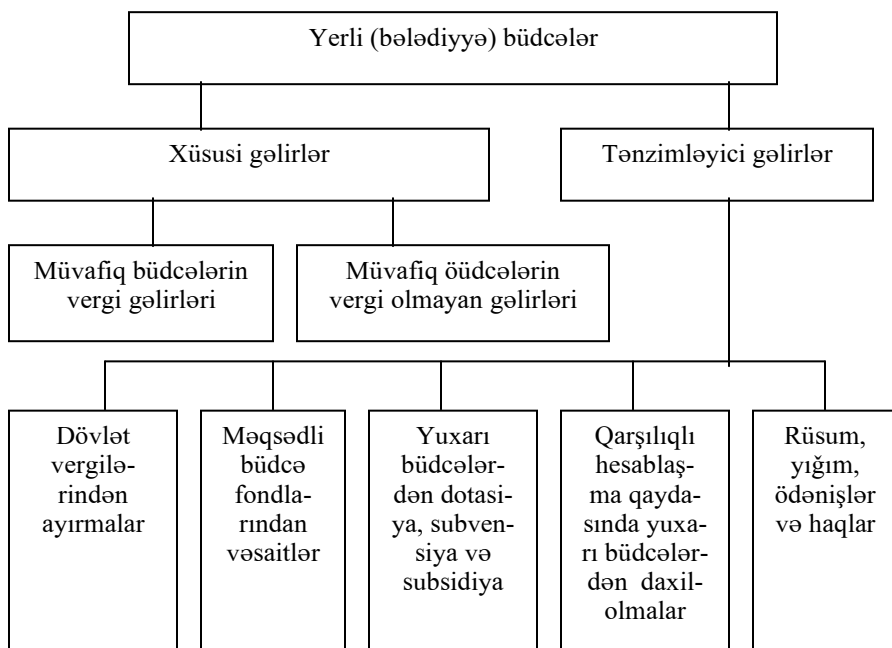 Yerli (bələdiyyə) büdcələr
Xüsusi gəlirlər
Tənzimləyici gəlirlər
Müvafiq büdcələrin
vergi gəlirləri
Müvafiq öüdcələrin
vergi olmayan gəlirləri
Dövlət
vergilə-
rindən
ayırmalar
Məqsədli
büdcə
fondla-
rından
vəsaitlər
Yuxarı
büdcələr-
dən dotasi-
ya, subven-
siya və
subsidiya
Qarşılıqlı
hesablaş-
ma qayda-
sında yuxa-
rı büdcələr-
dən daxil-
olmalar
Rüsum,
yığım,
ödənişlər
və haqlar